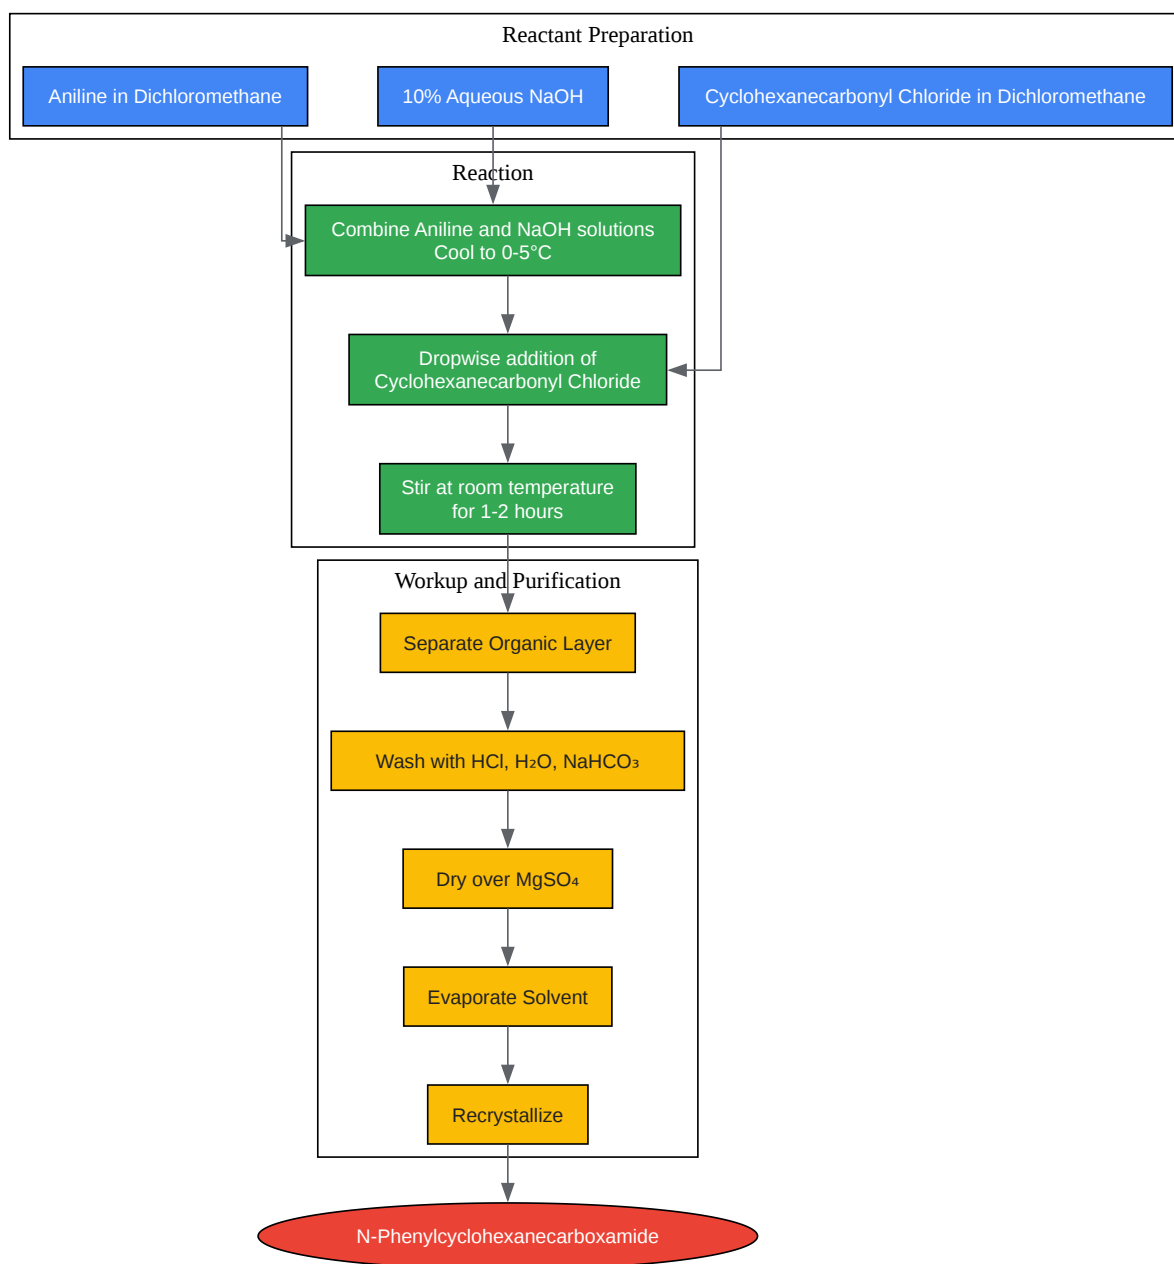 Reactant Preparation
Aniline in Dichloromethane
10% Aqueous NaOH
Cyclohexanecarbonyl Chloride in Dichloromethane
Reaction
Combine Aniline and NaOH solutions
Cool to 0-5°C
Dropwise addition of
Cyclohexanecarbonyl Chloride
Stir at room temperature
for 1-2 hours
Workup and Purification
Separate Organic Layer
Wash with HCl, H₂O, NaHCO₃
Dry over MgSO₄
Evaporate Solvent
Recrystallize
N-Phenylcyclohexanecarboxamide